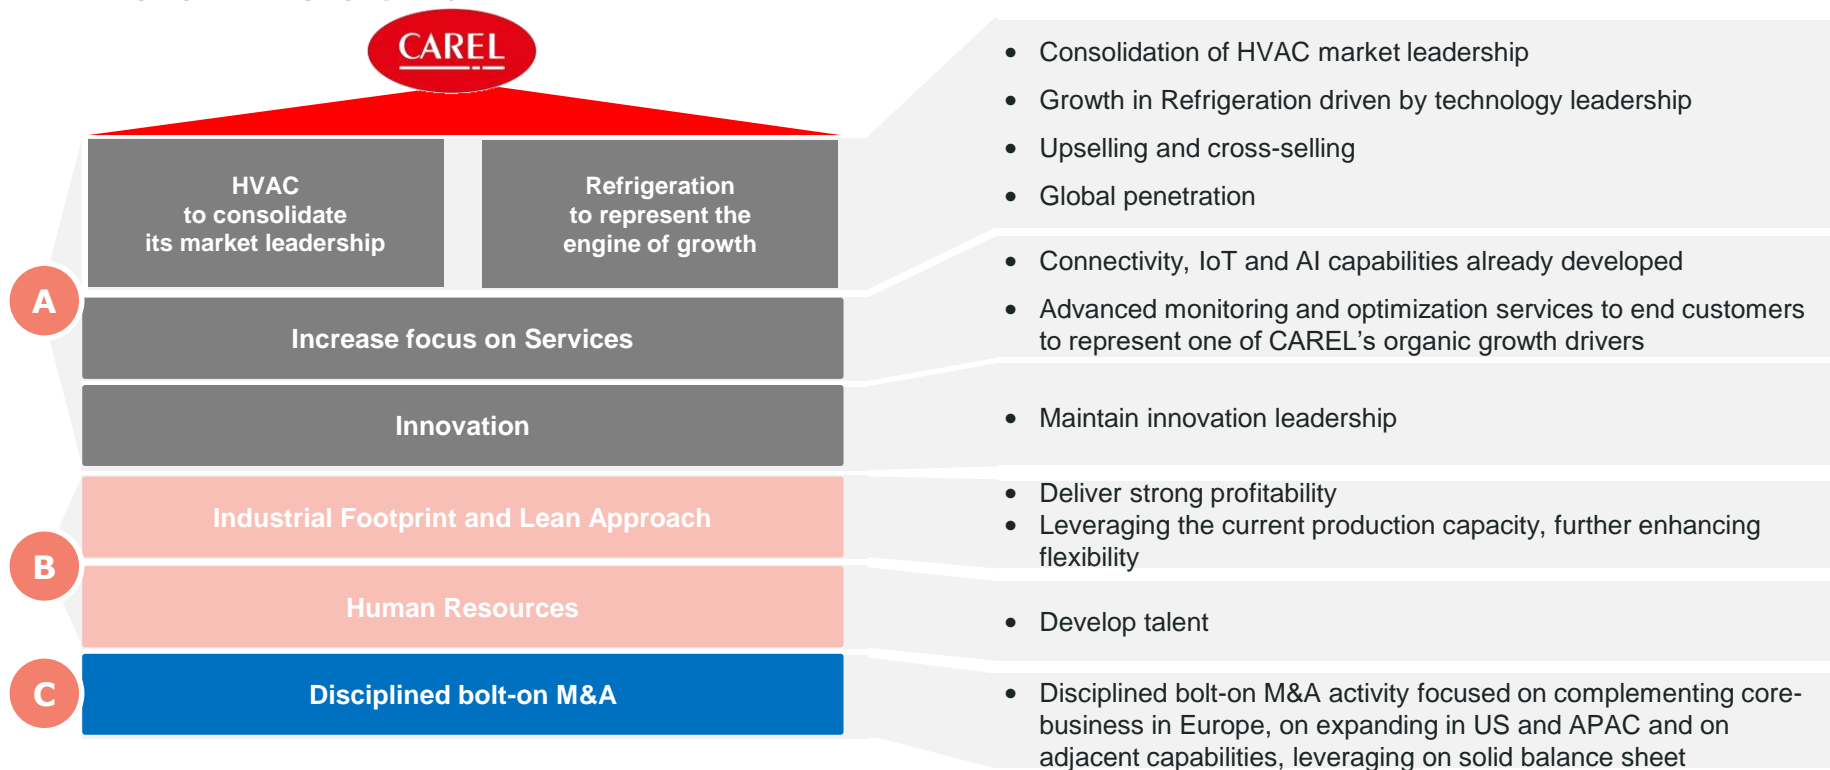 CAREL
HVAC
to consolidate
its market leadership
Refrigeration
to represent the
engine of growth
• Consolidation of HVAC market leadership
• Growth in Refrigeration driven by technology leadership
• Upselling and cross-selling
• Global penetration
A
Increase focus on Services
• Connectivity, IoT and AI capabilities already developed
• Advanced monitoring and optimization services to end customers
to represent one of CAREL’s organic growth drivers
Innovation
• Maintain innovation leadership
B
Industrial Footprint and Lean Approach
• Deliver strong profitability
• Leveraging the current production capacity, further enhancing
flexibility
Human Resources
• Develop talent
C
Disciplined bolt-on M&A
• Disciplined bolt-on M&A activity focused on complementing core-
business in Europe, on expanding in US and APAC and on
adjacent capabilities, leveraging on solid balance sheet